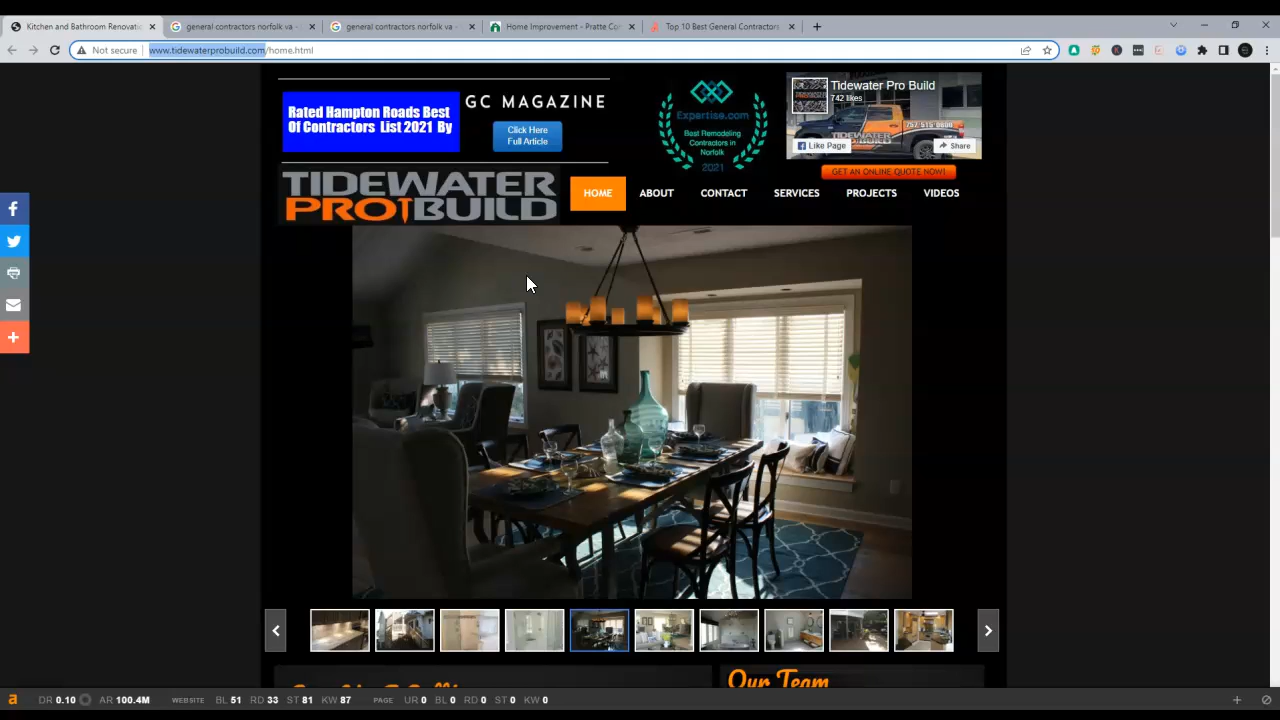 Kitchen and Bathroom Renovati
general contractors norfolk va -
general contractors norfolk va -
Home Improvement - Pratte Con
Top 10 Best General Contractors
Not secure
www.tidewaterprobuild.com/home.html
Rated Hampton Roads Best
Of Contractors List 2021 By
GC MAGAZINE
Click Here
Full Article
Expertise.com
Best Remodeling
Contractors in
Norfolk
2021
Tidewater Pro Build
742 likes
Like Page
Share
GET AN ONLINE QUOTE NOW!
TIDEWATER
PRO BUILD
HOME
ABOUT
CONTACT
SERVICES
PROJECTS
VIDEOS
Our Team
DR 0.10
AR 100.4M
WEBSITE
BL 51
RD 33
ST 81
KW 87
PAGE
UR 0
BL 0
RD 0
ST 0
KW 0